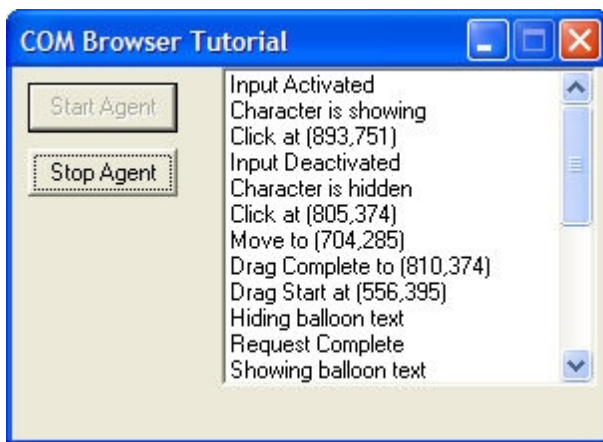 COM Browser Tutorial
Start Agent
Stop Agent
Input Activated
Character is showing
Click at (893,751)
Input Deactivated
Character is hidden
Click at (805,374)
Move to (704,285)
Drag Complete to (810,374)
Drag Start at (556,395)
Hiding balloon text
Request Complete
Showing balloon text